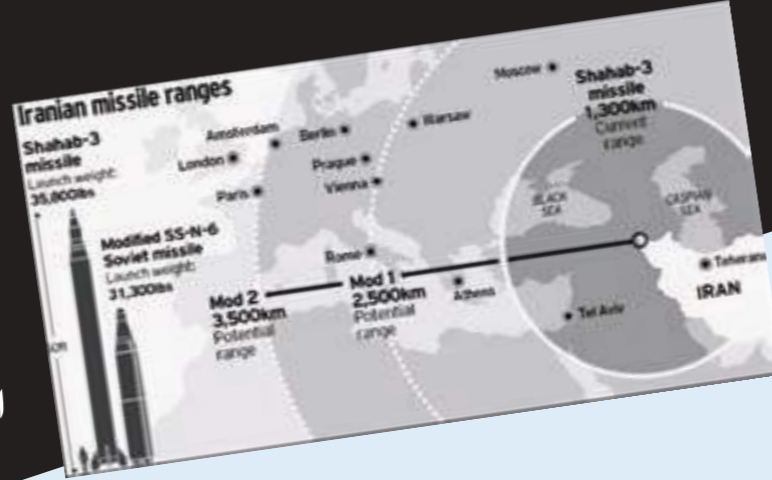 Iranian missile ranges
Shahab-3
missile
Launch weight:
35,800lbs
Modified SS-N-6
Soviet missile
Launch weight:
31,300lbs
Mod 2
3,500km
Potential
range
Mod 1
2,500km
Potential
range
Shahab-3
missile
1,300km
Current
range
Moscow
Amsterdam
Berlin
Warsaw
London
Prague
Paris
Vienna
Rome
Athens
Tel Aviv
BLACK
SEA
CASPIAN
SEA
Teheran
IRAN